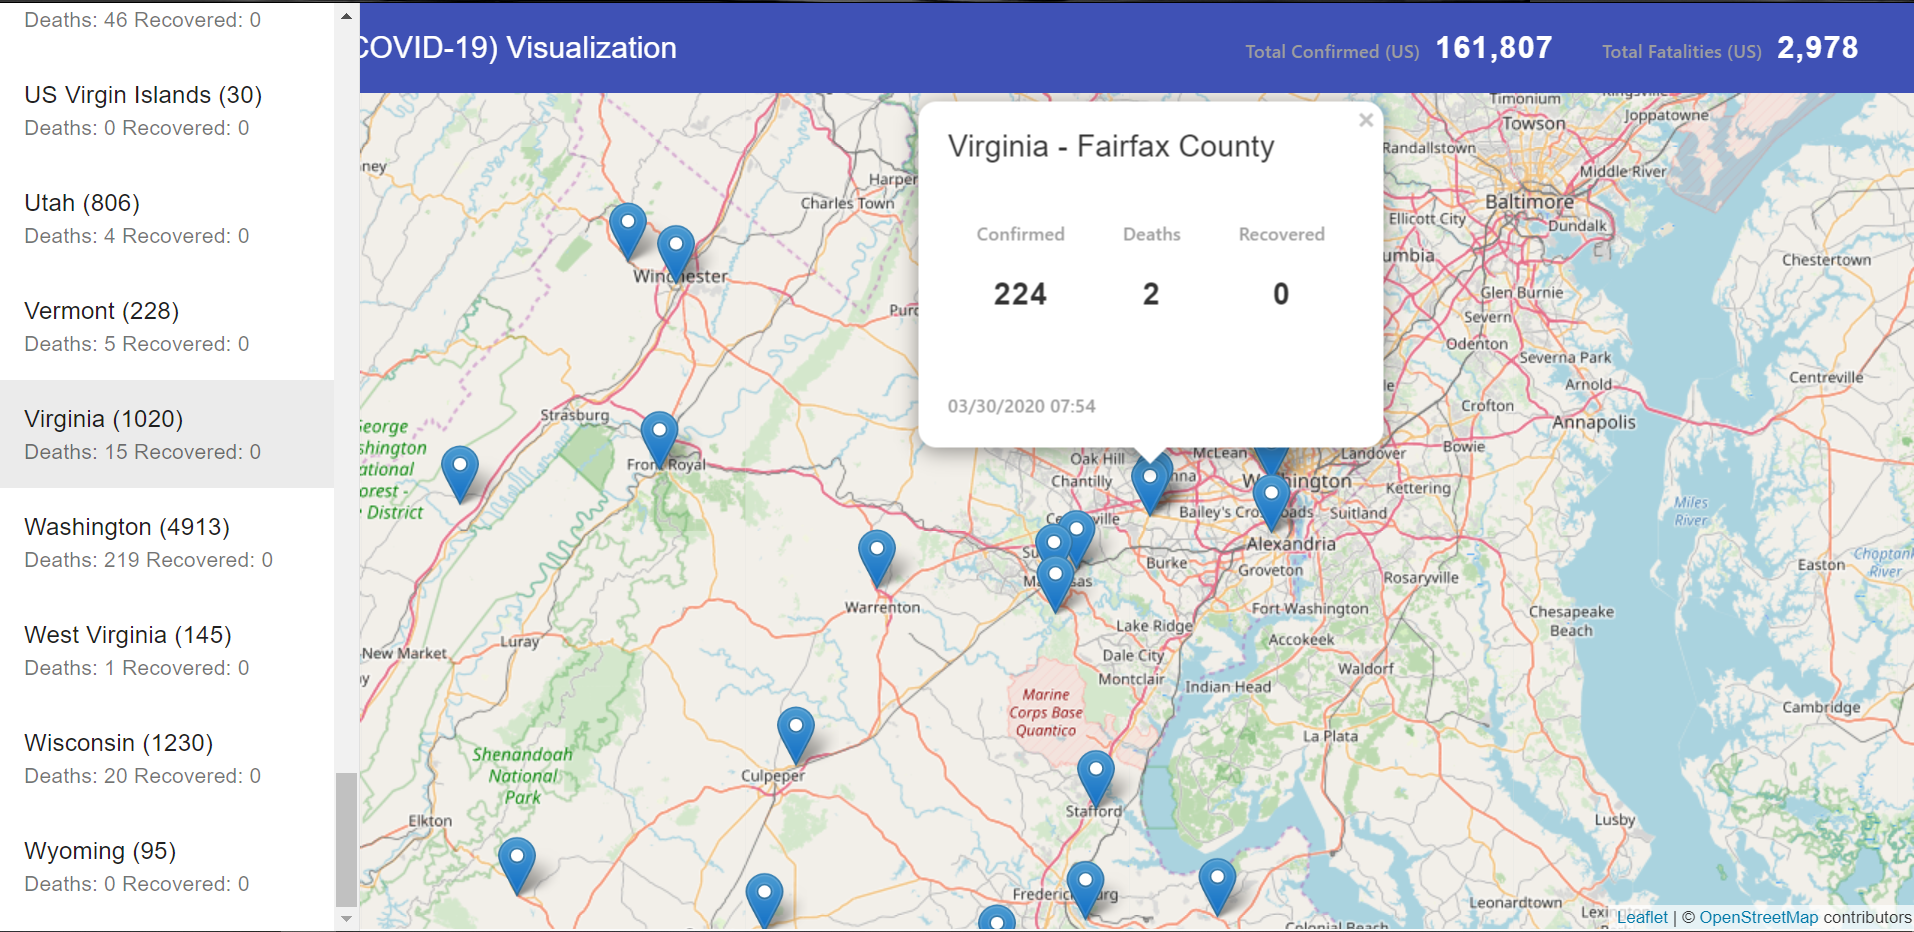 Deaths: 46 Recovered: 0
US Virgin Islands (30)
Deaths: 0 Recovered: 0
Utah (806)
Deaths: 4 Recovered: 0
Vermont (228)
Deaths: 5 Recovered: 0
Virginia (1020)
Deaths: 15 Recovered: 0
Washington (4913)
Deaths: 219 Recovered: 0
West Virginia (145)
Deaths: 1 Recovered: 0
Wisconsin (1230)
Deaths: 20 Recovered: 0
Wyoming (95)
Deaths: 0 Recovered: 0
COVID-19) Visualization
Total Confirmed (US) 161,807
Total Fatalities (US) 2,978
Virginia - Fairfax County
×
Confirmed Deaths Recovered
224 2 0
03/30/2020 07:54
Timonium
Towson
Joppatowne
Randallstown
Middle River
Baltimore
Ellicott City
Dundalk
umbia
Chestertown
Glen Burnie
Severn
Odenton
Severna Park
Arnold
Centreville
Crofton
Annapolis
Bowie
Landover
McLean
Oak Hill
Chantilly
nna
Kettering
Bailey's Cro
ads
Suitland
Alexandria
Burke
Groveton
Rosaryville
Fort Washington
Accokeek
Lake Ridge
Dale City
Montclair
Waldorf
Indian Head
Marine
Corps Base
Quantico
La Plata
Chesapeake
Beach
Miles
River
Choptan
River
Easton
Cambridge
Lusby
Leonardtown
Lexi
Colonial Beach
ney
Harper
Charles Town
Winchester
Purc
Strasburg
Front Royal
eorge
shington
ational
orest -
District
Warrenton
Luray
New Market
y
Shenandoah
National
Park
Culpeper
Elkton
Stafford
Fredericksburg
Leaflet | © OpenStreetMap contributors